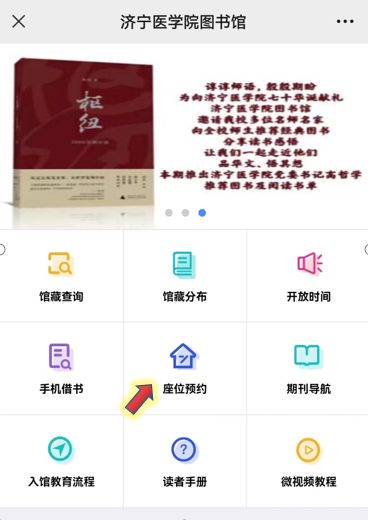 济宁医学院图书馆
枢纽
谆谆师语，殷殷期盼
为向济宁医学院七十华诞献礼
济宁医学院图书馆
邀请我校多位名师名家
向全校师生推荐经典图书
分享读书感悟
让我们一起走近他们
品华文、悟真想
本期推出济宁医学院党委书记高哲学
推荐图书及阅读书单
馆藏查询
馆藏分布
开放时间
手机借书
座位预约
期刊导航
入馆教育流程
读者手册
微视频教程